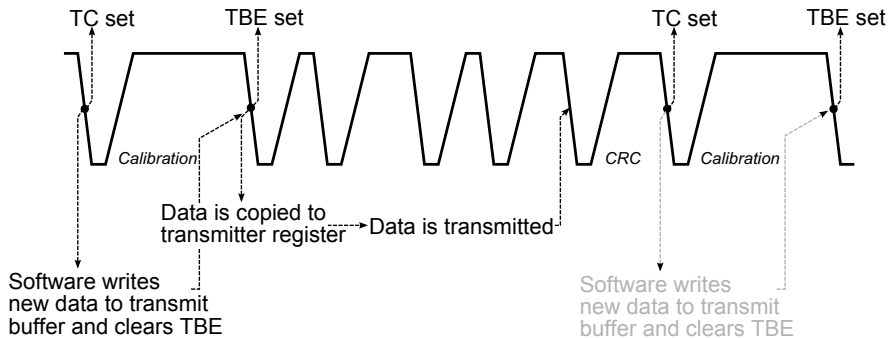 TC set
TBE set
TC set
TBE set
Calibration
CRC
Calibration
Data is copied to
transmitter register
Data is transmitted
Software writes
new data to transmit
buffer and clears TBE
Software writes
new data to transmit
buffer and clears TBE